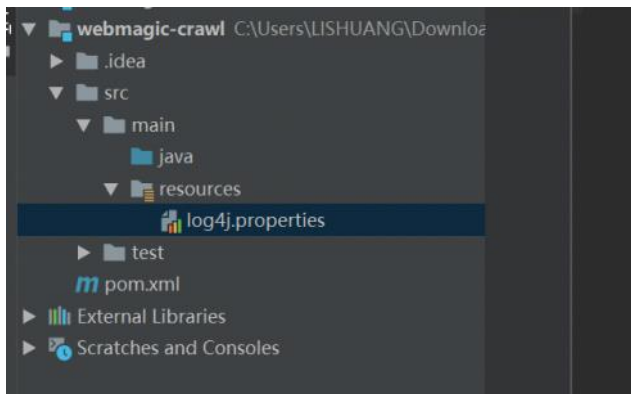 webmagic-crawl C:\Users\LISHUANG\Downloa
.idea
src
main
java
resources
log4j.properties
test
pom.xml
External Libraries
Scratches and Consoles